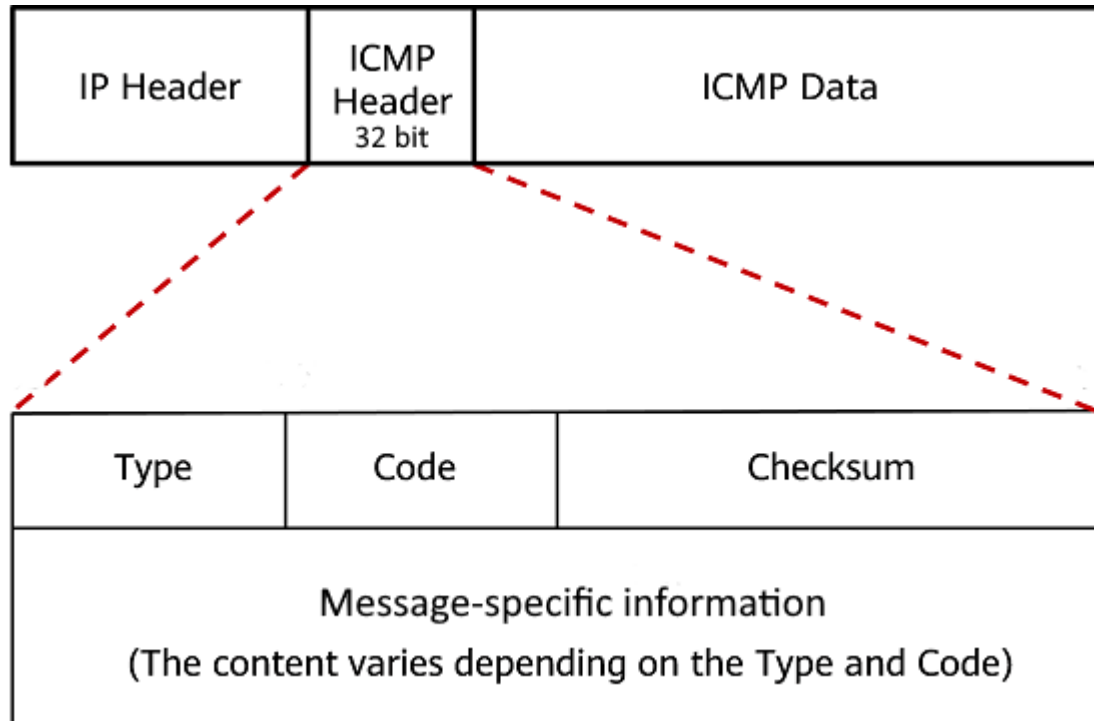 IP Header
ICMP
Header
32 bit
ICMP Data
Type
Code
Checksum
Message-specific information
(The content varies depending on the Type and Code)